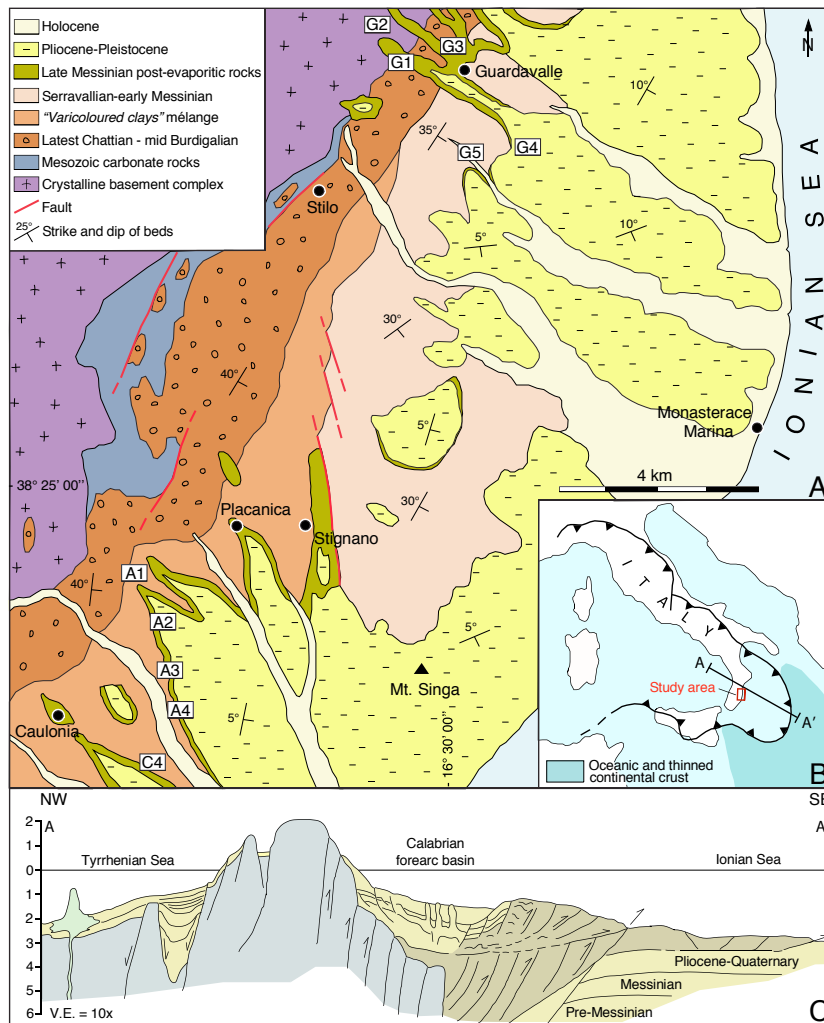 Holocene
Pliocene-Pleistocene
Late Messinian post-evaporitic rocks
Serravallian-early Messinian
"Varicoloured clays" mélange
Latest Chattian - mid Burdigalian
Mesozoic carbonate rocks
Crystalline basement complex
Fault
25° Strike and dip of beds
G2
G3
G1
Guardavalle
N
10°
35°
G5
G4
Stilo
10°
5°
30°
40°
IONIAN SEA
5°
Monasterace
Marina
4 km
A
38° 25' 00"
30°
Placanica
Stignano
A1
40°
A2
5°
A3
Mt. Singa
A4
5°
Caulonia
C4
16° 30' 00"
ITALY
A
Study area
A'
Oceanic and thinned
continental crust
B
NW
SE
2
A
A'
1
Tyrrhenian Sea
Calabrian
forearc basin
Ionian Sea
0
1
2
3
Pliocene-Quaternary
4
Messinian
5
Pre-Messinian
6
V.E. = 10x
C